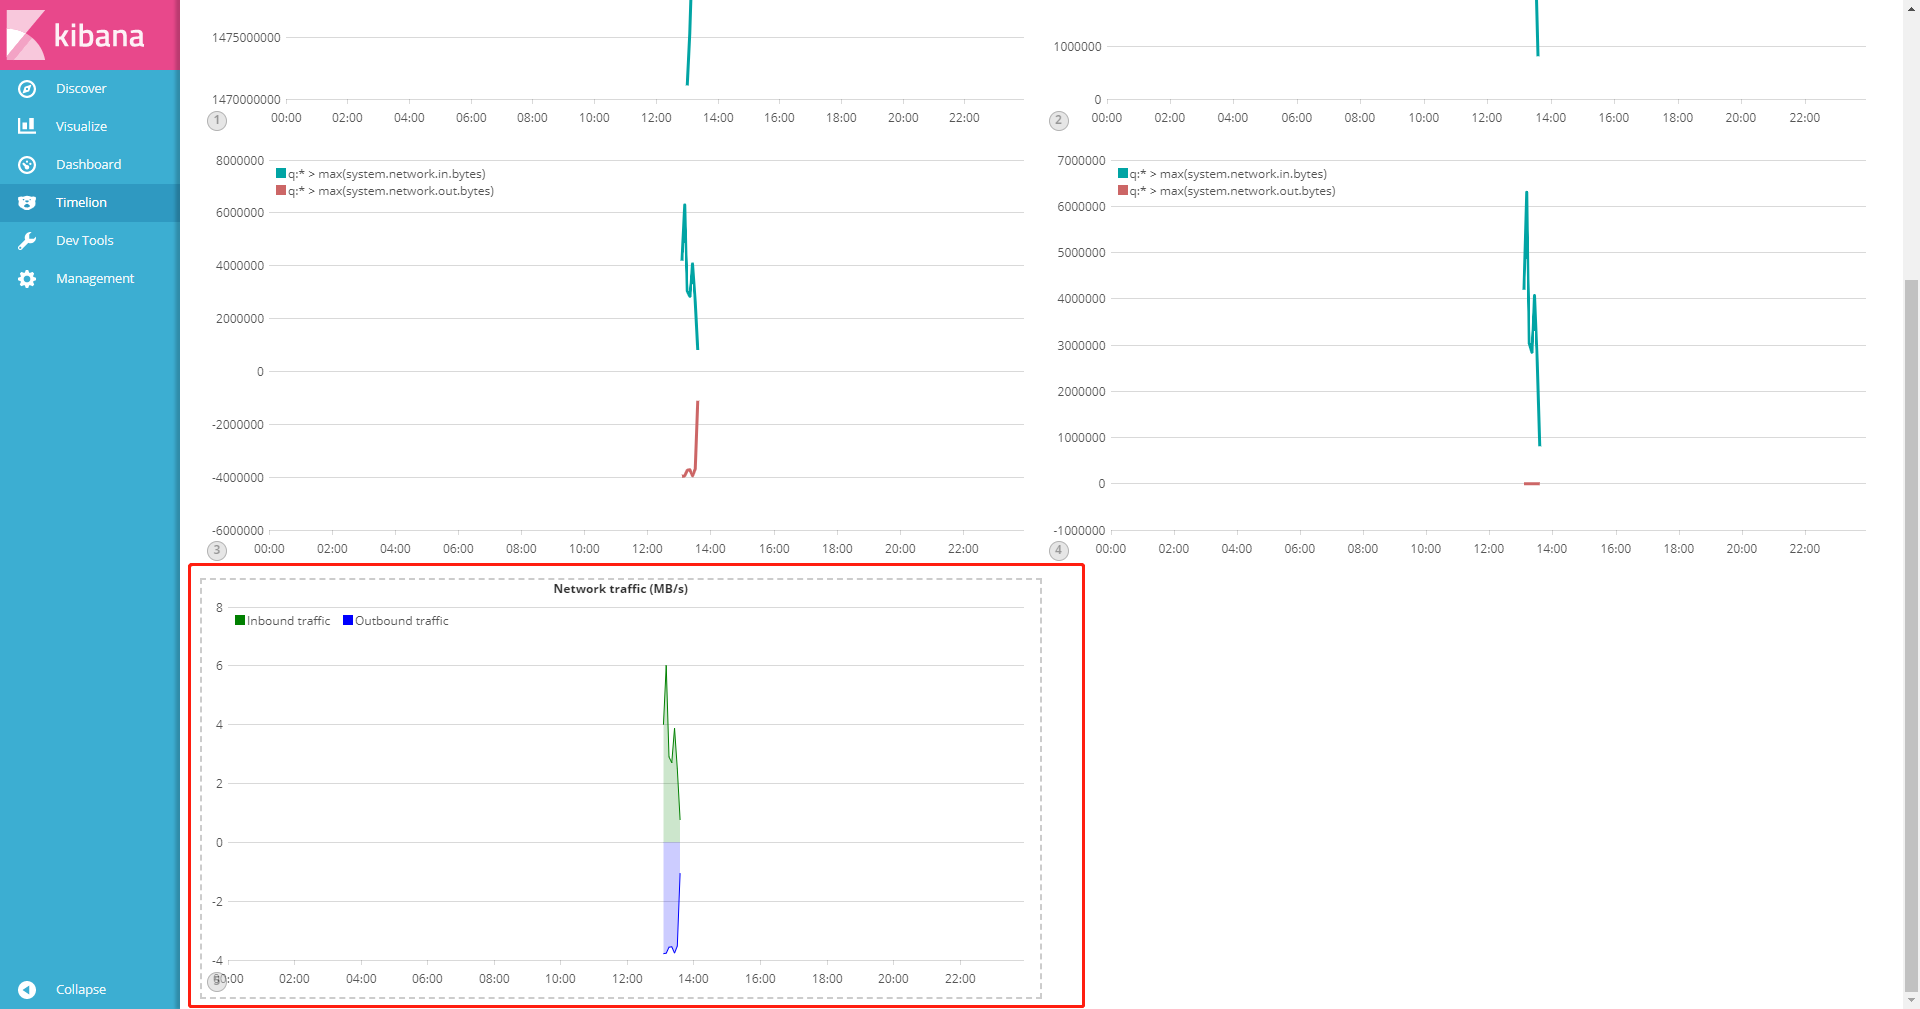 kibana
Discover
Visualize
Dashboard
Timelion
Dev Tools
Management
Collapse
1475000000
1470000000
1
00:00 02:00 04:00 06:00 08:00 10:00 12:00 14:00 16:00 18:00 20:00 22:00
1000000
0
2
00:00 02:00 04:00 06:00 08:00 10:00 12:00 14:00 16:00 18:00 20:00 22:00
8000000
q:* > max(system.network.in.bytes)
q:* > max(system.network.out.bytes)
6000000
4000000
2000000
0
-2000000
-4000000
-6000000
3
00:00 02:00 04:00 06:00 08:00 10:00 12:00 14:00 16:00 18:00 20:00 22:00
7000000
q:* > max(system.network.in.bytes)
q:* > max(system.network.out.bytes)
6000000
5000000
4000000
3000000
2000000
1000000
0
-1000000
4
00:00 02:00 04:00 06:00 08:00 10:00 12:00 14:00 16:00 18:00 20:00 22:00
Network traffic (MB/s)
8
Inbound traffic Outbound traffic
6
4
2
0
-2
-4
5
00:00 02:00 04:00 06:00 08:00 10:00 12:00 14:00 16:00 18:00 20:00 22:00